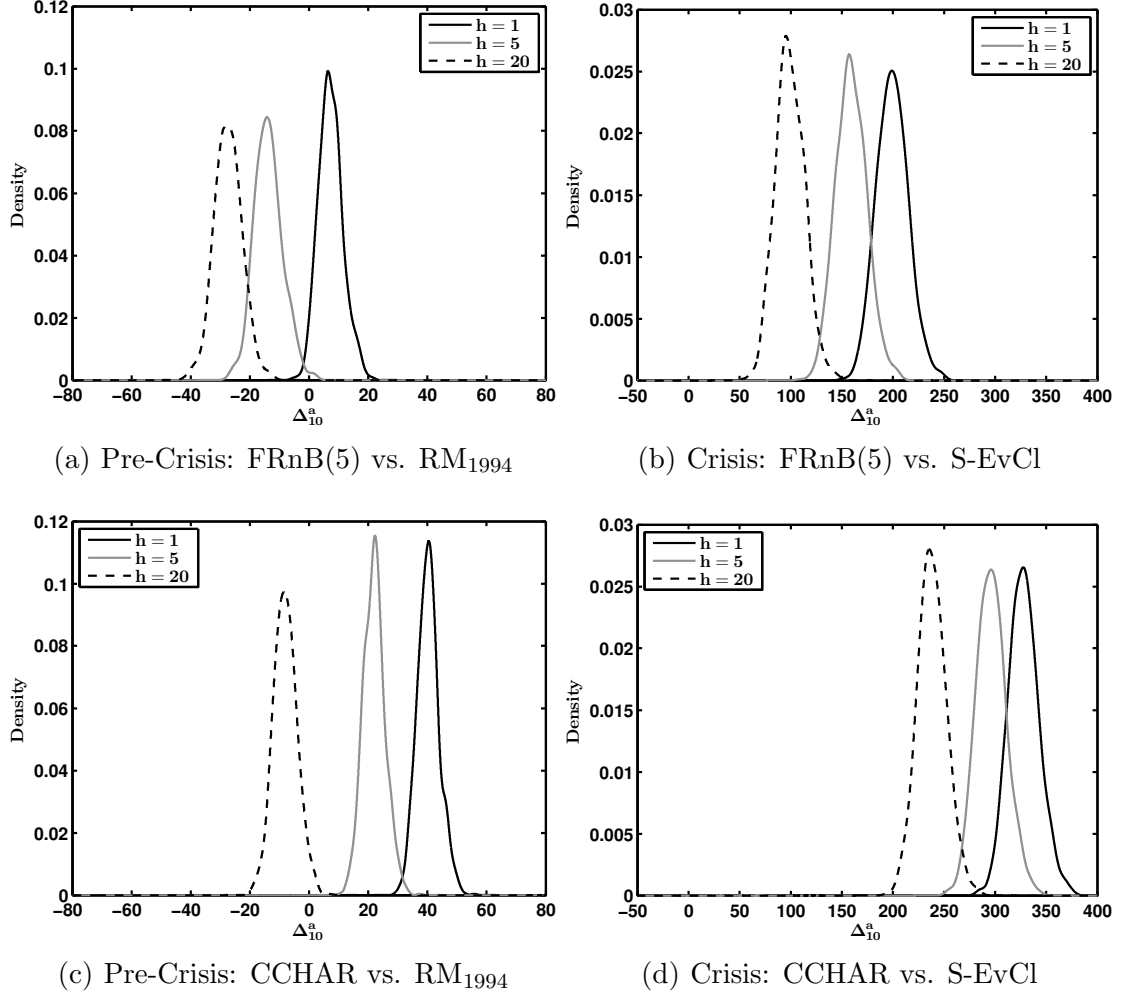 0.12
0.1
0.08
0.06
0.04
0.02
0
Density
h = 1
h = 5
h = 20
−80 −60 −40 −20 0 20 40 60 80
Δ₁₀ᵃ
(a) Pre-Crisis: FRnB(5) vs. RM₁₉₉₄
0.03
0.025
0.02
0.015
0.01
0.005
0
Density
h = 1
h = 5
h = 20
−50 0 50 100 150 200 250 300 350 400
Δ₁₀ᵃ
(b) Crisis: FRnB(5) vs. S-EvCl
0.12
0.1
0.08
0.06
0.04
0.02
0
Density
h = 1
h = 5
h = 20
−80 −60 −40 −20 0 20 40 60 80
Δ₁₀ᵃ
(c) Pre-Crisis: CCHAR vs. RM₁₉₉₄
0.03
0.025
0.02
0.015
0.01
0.005
0
Density
h = 1
h = 5
h = 20
−50 0 50 100 150 200 250 300 350 400
Δ₁₀ᵃ
(d) Crisis: CCHAR vs. S-EvCl